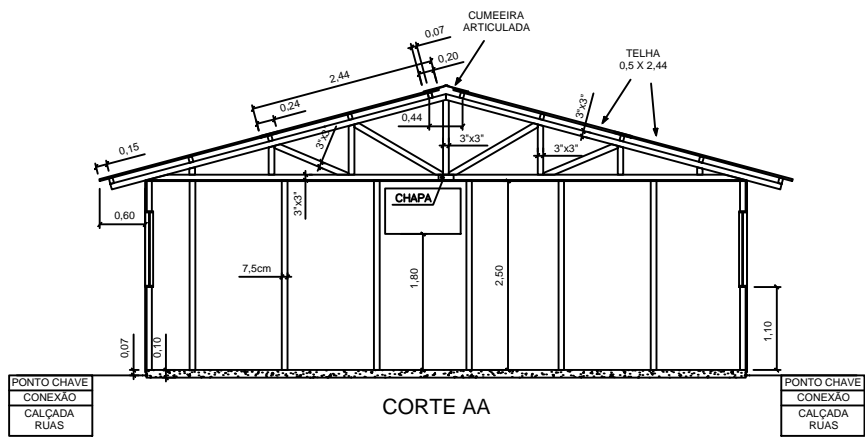 0,07
CUMEEIRA
ARTICULADA
0,20
TELHA
0,5 X 2,44
2,44
0,24
3"x3"
0,44
0,15
3"x3"
3"x3"
3"x3"
CHAPA
3"x3"
0,60
7,5cm
1,80
2,50
1,10
0,07
0,10
PONTO CHAVE
CONEXÃO
CALÇADA
RUAS
CORTE AA
PONTO CHAVE
CONEXÃO
CALÇADA
RUAS